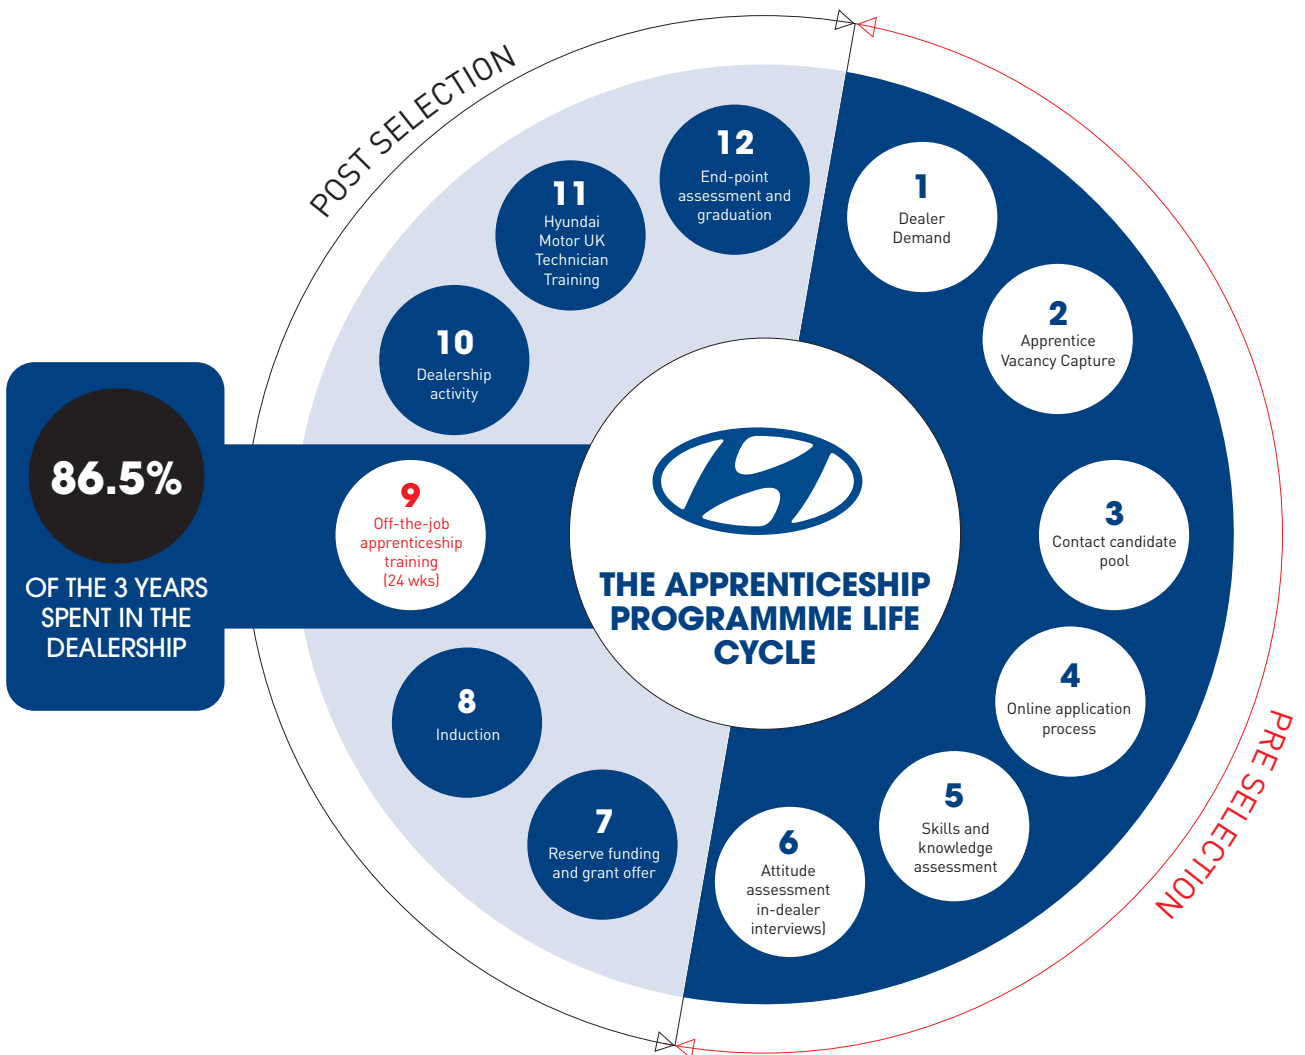 POST SELECTION
12
End-point
assessment and
graduation
11
Hyundai
Motor UK
Technician
Training
10
Dealership
activity
86.5%
OF THE 3 YEARS
SPENT IN THE
DEALERSHIP
9
Off-the-job
apprenticeship
training
(24 wks)
8
Induction
7
Reserve funding
and grant offer
THE APPRENTICESHIP
PROGRAMMME LIFE
CYCLE
1
Dealer
Demand
2
Apprentice
Vacancy Capture
3
Contact candidate
pool
4
Online application
process
5
Skills and
knowledge
assessment
6
Attitude
assessment
in-dealer
interviews)
PRE SELECTION